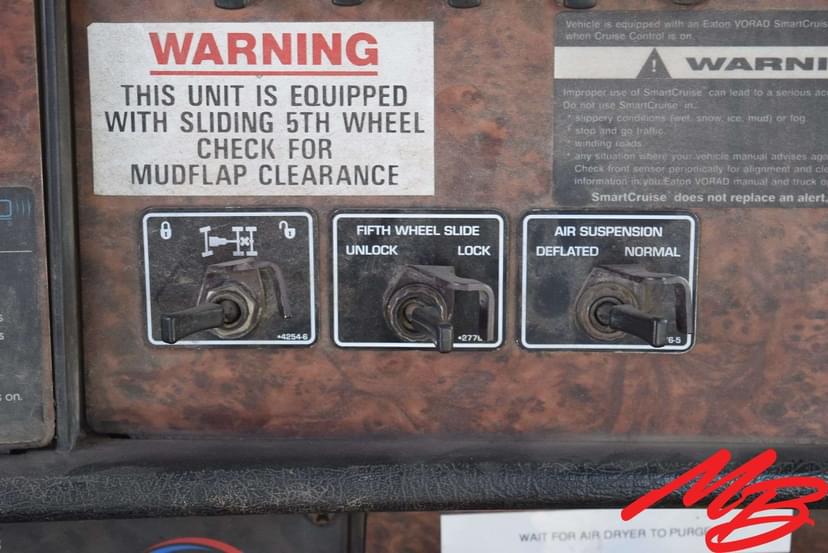 WARNING
THIS UNIT IS EQUIPPED
WITH SLIDING 5TH WHEEL
CHECK FOR
MUDFLAP CLEARANCE
Vehicle is equipped with an Eaton VORAD SmartCruise
when Cruise Control is on.
WARNI
Improper use of SmartCruise can lead to a serious
Do not use SmartCruise in..
* slippery conditions (wet, snow, ice, mud) or fog.
* stop and go traffic.
* winding roads.
* any situation where your vehicle manual advises
Check front sensor periodically for alignment and
information in your Eaton VORAD manual and truck
SmartCruise does not replace an alert,
*4254-6
FIFTH WHEEL SLIDE
UNLOCK LOCK
AIR SUSPENSION
DEFLATED NORMAL
6-5
s on.
WAIT FOR AIR DRYER TO
MB